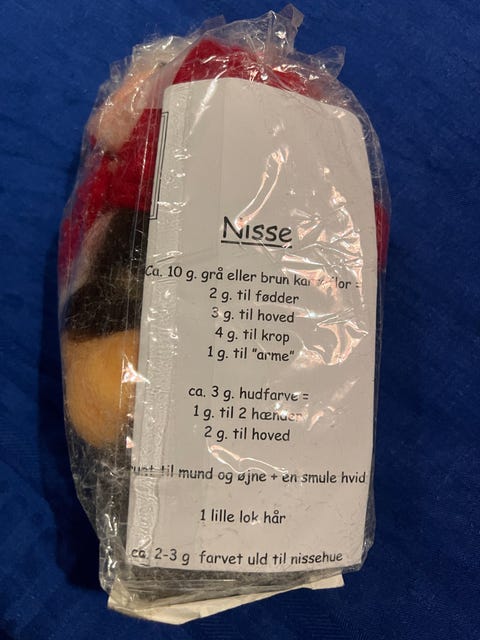 Nisse
Ca. 10 g. grå eller brun =
2 g. til fødder
3 g. til hoved
4 g. til krop
1 g. til "arme"
ca. 3 g. hudfarve =
1 g. til 2 hænder
2 g. til hoved
til mund og øjne + en smule hvid
1 lille lok hår
ca. 2-3 g farvet uld til nissehue